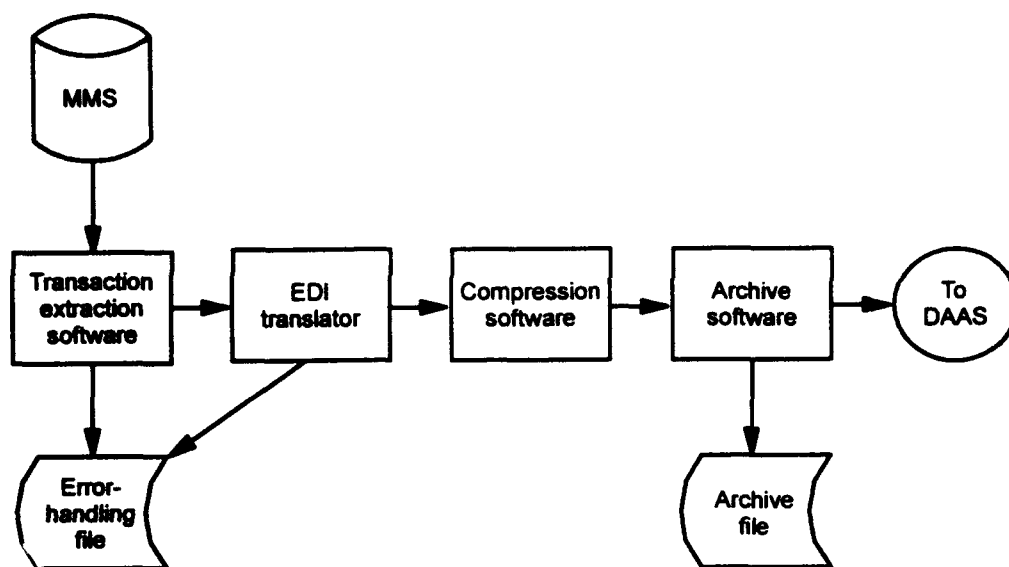 MMS
Transaction
extraction
software
EDI
translator
Compression
software
Archive
software
To
DAAS
Error-
handling
file
Archive
file